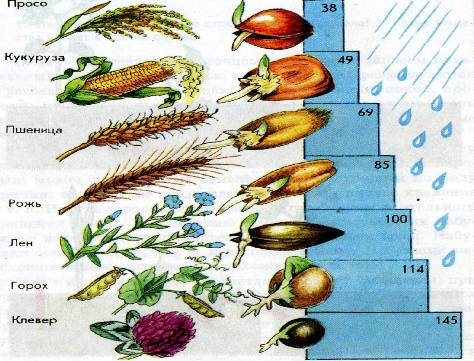 Просо
38
Кукуруза
49
Пшеница
69
85
Рожь
100
Лен
114
Горох
Клевер
145